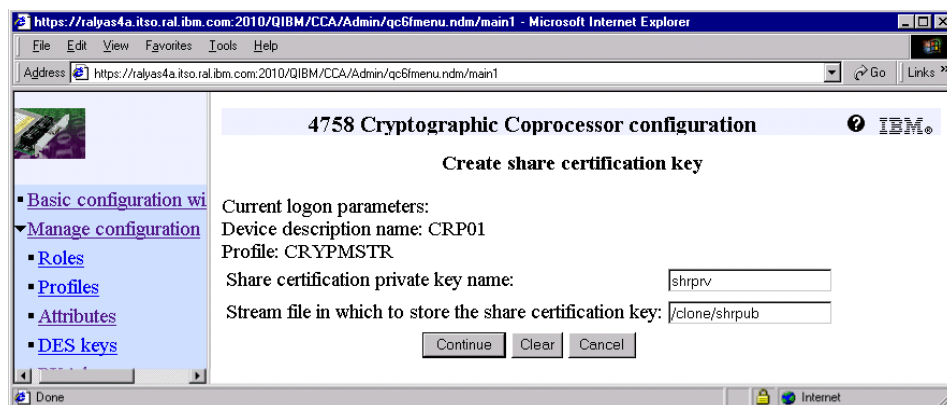 https://ralyas4a.itso.ral.ibm.com:2010/QIBM/CCA/Admin/qc6fmenu.ndm/main1 - Microsoft Internet Explorer
File Edit View Favorites Tools Help
Address https://ralyas4a.itso.ral.ibm.com:2010/QIBM/CCA/Admin/qc6fmenu.ndm/main1 Go Links »
4758 Cryptographic Coprocessor configuration ? IBM®
Create share certification key
Basic configuration wi
Manage configuration
Roles
Profiles
Attributes
DES keys
Current logon parameters:
Device description name: CRP01
Profile: CRYPMSTR
Share certification private key name: shrprv
Stream file in which to store the share certification key: /clone/shrpub
Continue Clear Cancel
Done Internet